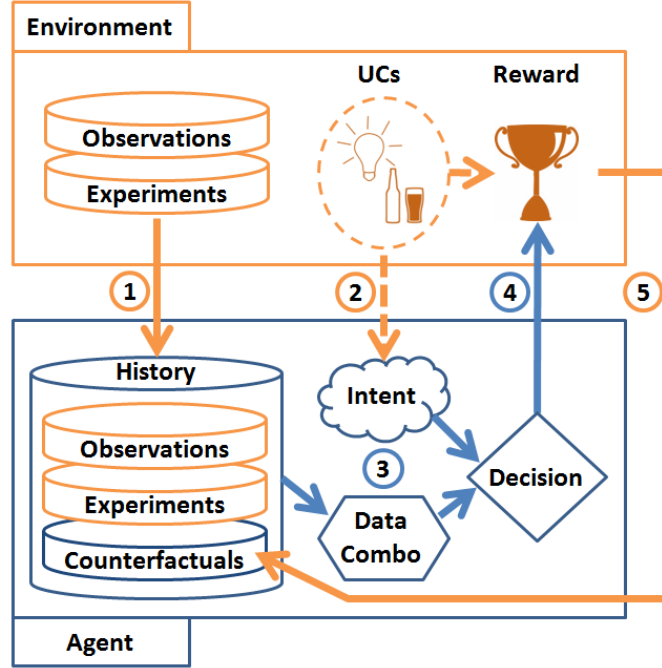 Environment
UCs
Reward
Observations
Experiments
1
2
4
5
History
Intent
Observations
3
Experiments
Decision
Data
Combo
Counterfactuals
Agent